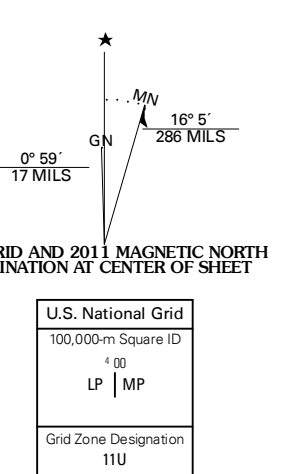 ★
MN
16° 5´
286 MILS
GN
0° 59´
17 MILS
RID AND 2011 MAGNETIC NORTH
INATION AT CENTER OF SHEET
U.S. National Grid
100,000-m Square ID
4 00
LP | MP
Grid Zone Designation
11U